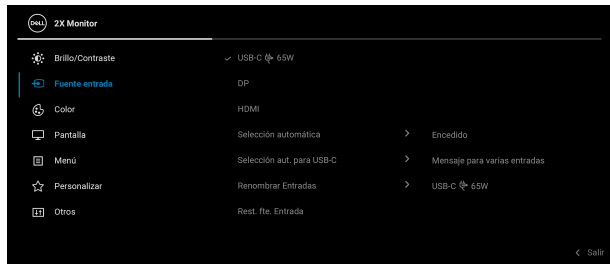 DELL 2X Monitor
Brillo/Contraste USB-C 65W
Fuente entrada DP
Color HDMI
Pantalla Selección automática Encedido
Menú Selección aut. para USB-C Mensaje para varias entradas
Personalizar Renombrar Entradas USB-C 65W
Otros Rest. fte. Entrada
Salir